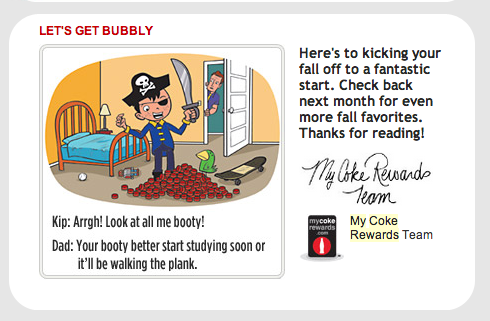 LET'S GET BUBBLY
Here's to kicking your
fall off to a fantastic
start. Check back
next month for even
more fall favorites.
Thanks for reading!
My Coke Rewards
Team
Kip: Arrgh! Look at all me booty!
Dad: Your booty better start studying soon or
it'll be walking the plank.
mycoke
rewards
.com
My Coke
Rewards Team